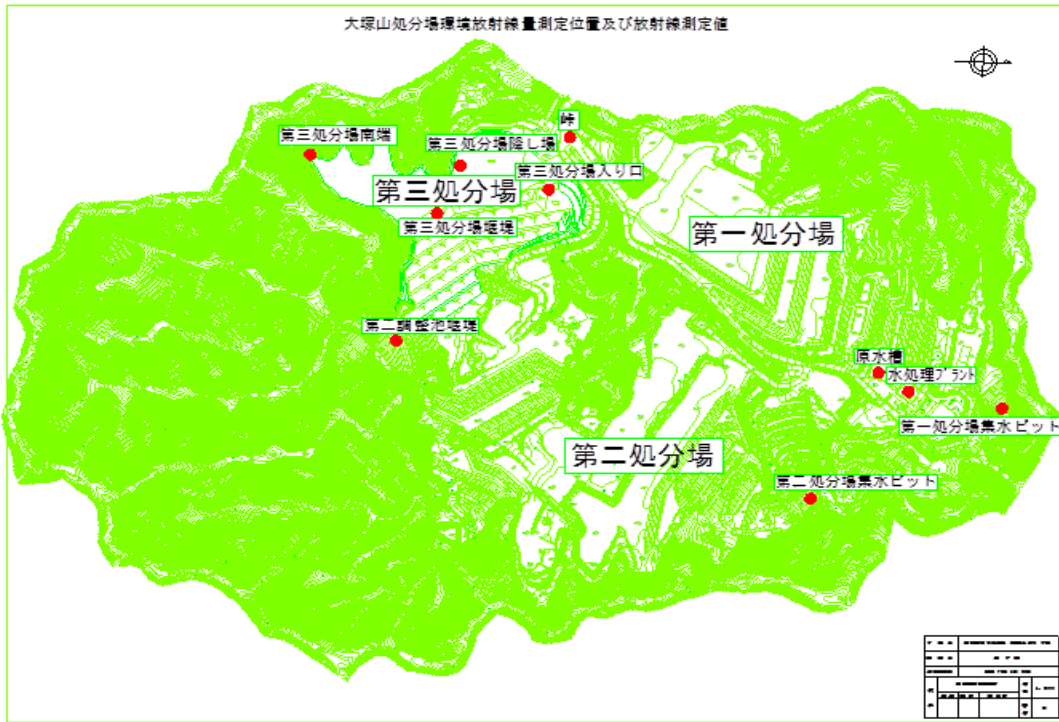 大塚山処分場環境放射線量測定位置及び放射線測定値
峠
第三処分場南端
第三処分場降し場
第三処分場入り口
第三処分場
第三処分場堰堤
第一処分場
第二調整池堰堤
原水槽
水処理プラント
第一処分場集水ピット
第二処分場
第二処分場集水ピット